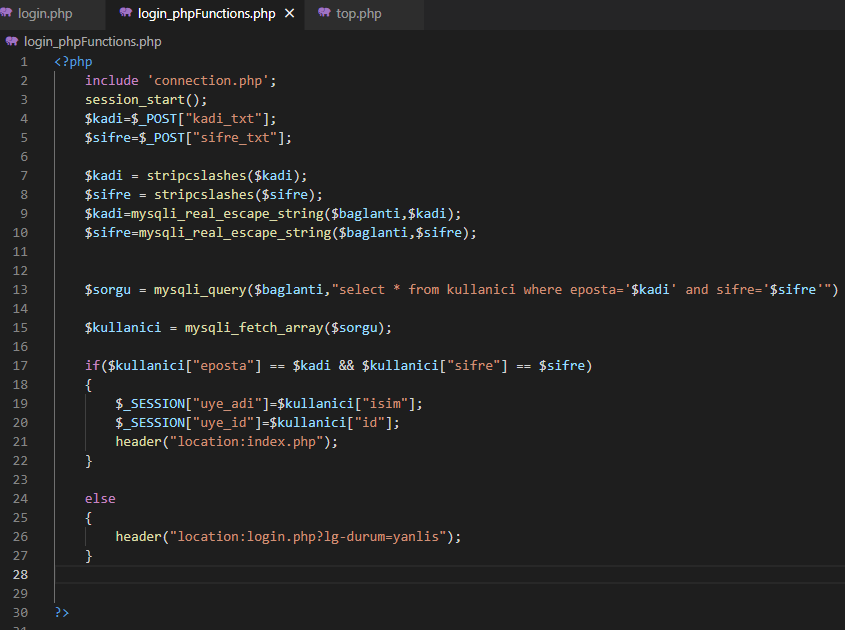 login.php login_phpFunctions.php × top.php
login_phpFunctions.php
1 <?php
2 include 'connection.php';
3 session_start();
4 $kadi=$_POST["kadi_txt"];
5 $sifre=$_POST["sifre_txt"];
6
7 $kadi = stripcslashes($kadi);
8 $sifre = stripcslashes($sifre);
9 $kadi=mysqli_real_escape_string($baglanti,$kadi);
10 $sifre=mysqli_real_escape_string($baglanti,$sifre);
11
12
13 $sorgu = mysqli_query($baglanti,"select * from kullanici where eposta='$kadi' and sifre='$sifre'")
14
15 $kullanici = mysqli_fetch_array($sorgu);
16
17 if($kullanici["eposta"] == $kadi && $kullanici["sifre"] == $sifre)
18 {
19 $_SESSION["uye_adi"]=$kullanici["isim"];
20 $_SESSION["uye_id"]=$kullanici["id"];
21 header("location:index.php");
22 }
23
24 else
25 {
26 header("location:login.php?lg-durum=yanlis");
27 }
28
29
30 ?>
31